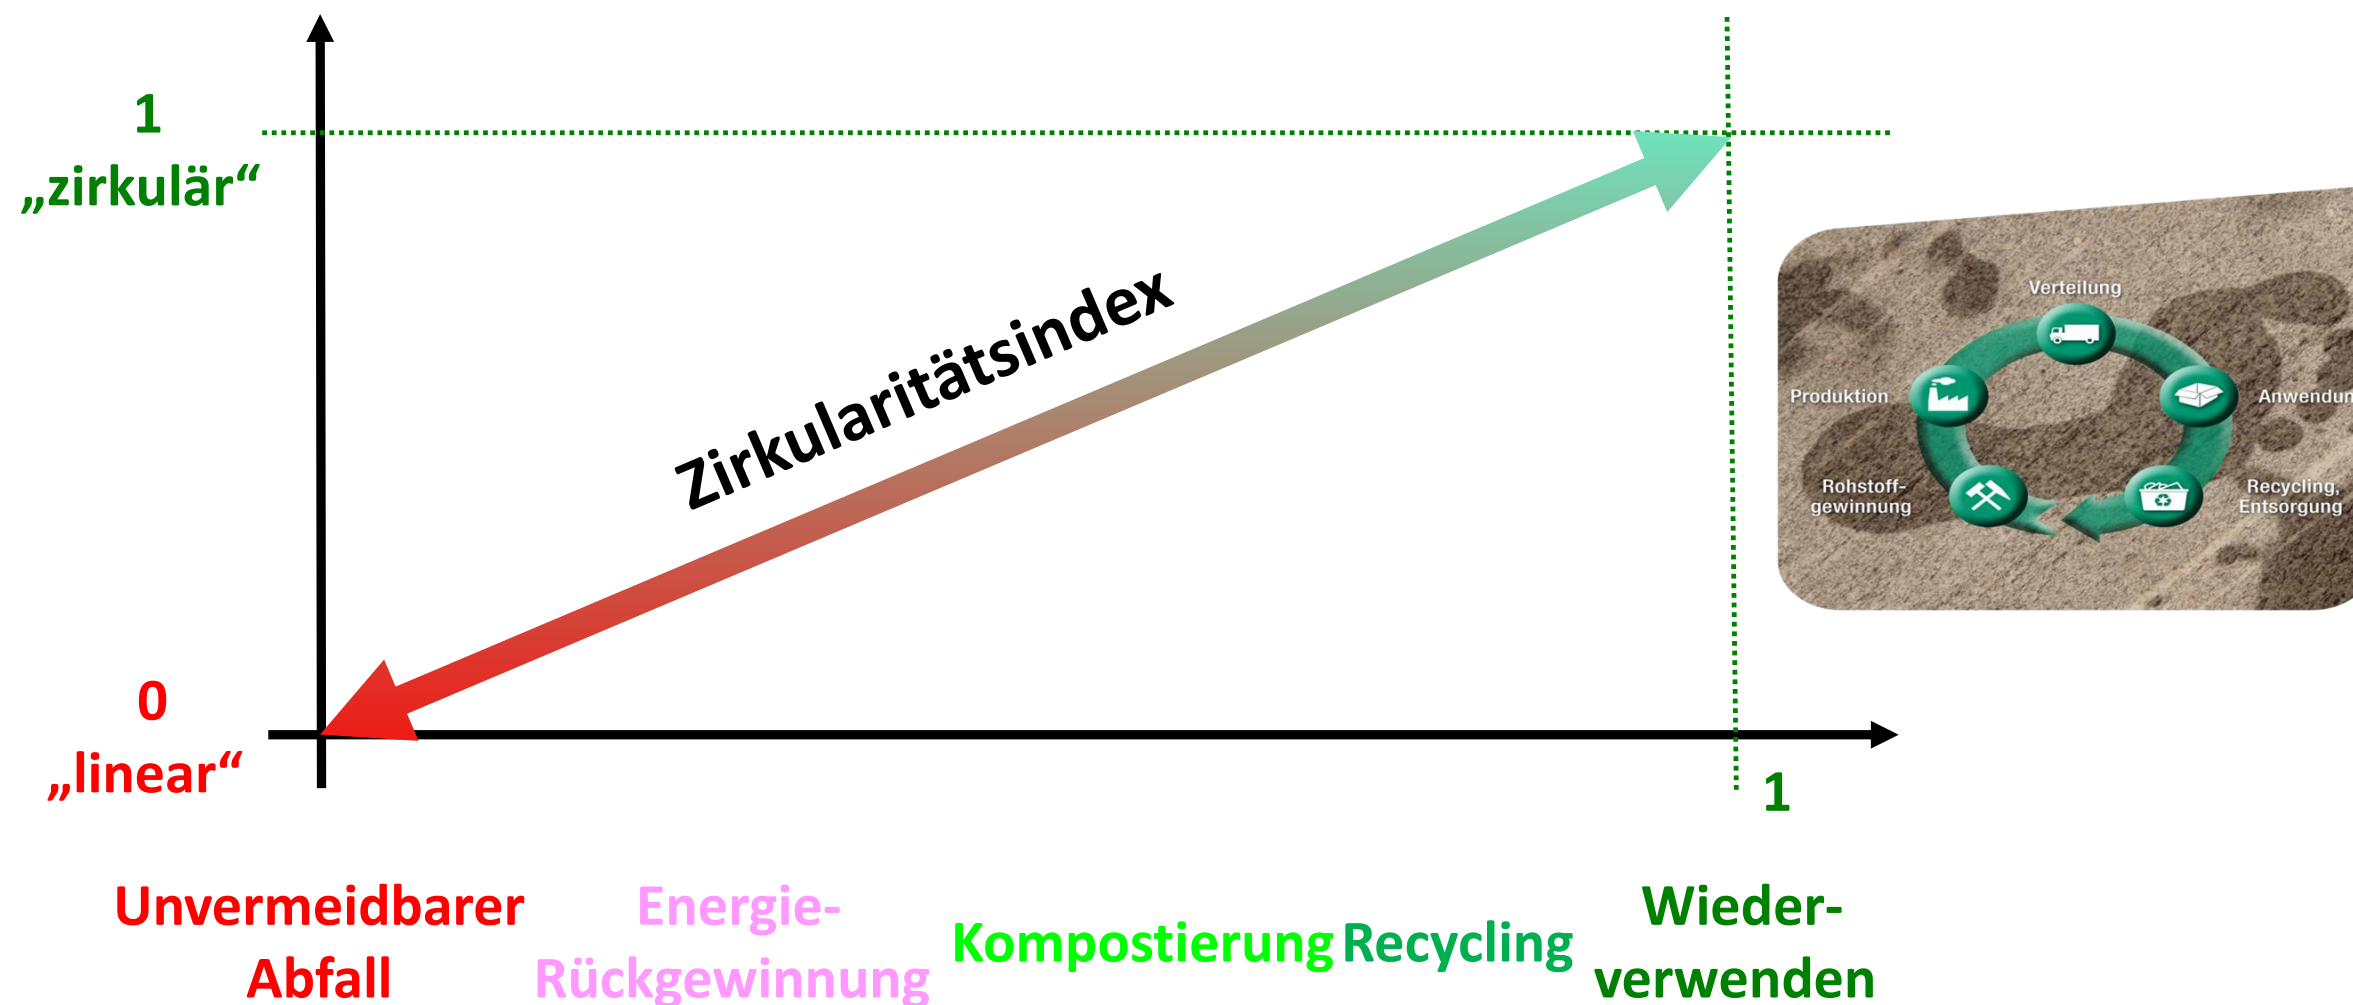 1
„zirkulär“
Zirkularitätsindex
Verteilung
Produktion
Rohstoff-
gewinnung
Recycling,
Entsorgung
0
„linear“
1
Unvermeidbarer
Abfall
Energie-
Rückgewinnung
Kompostierung
Recycling
Wieder-
verwenden